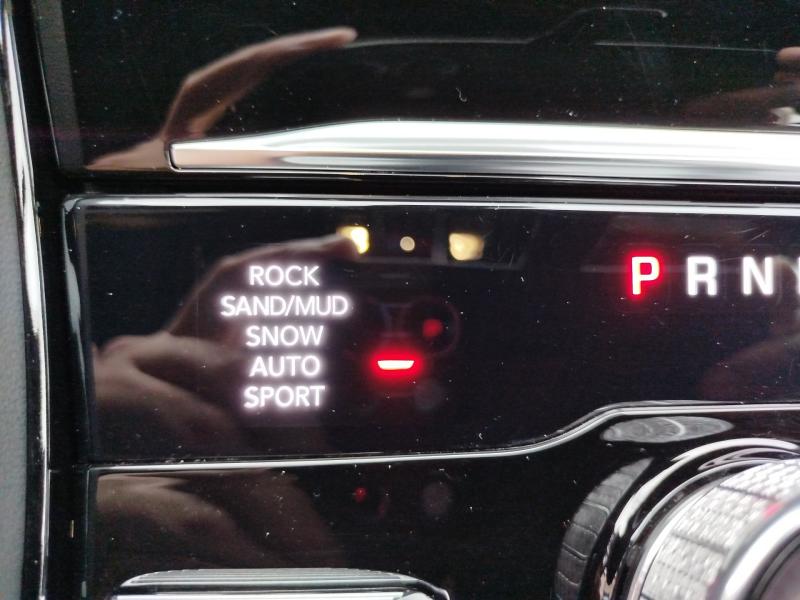 ROCK
SAND/MUD
SNOW
AUTO
SPORT
P R N